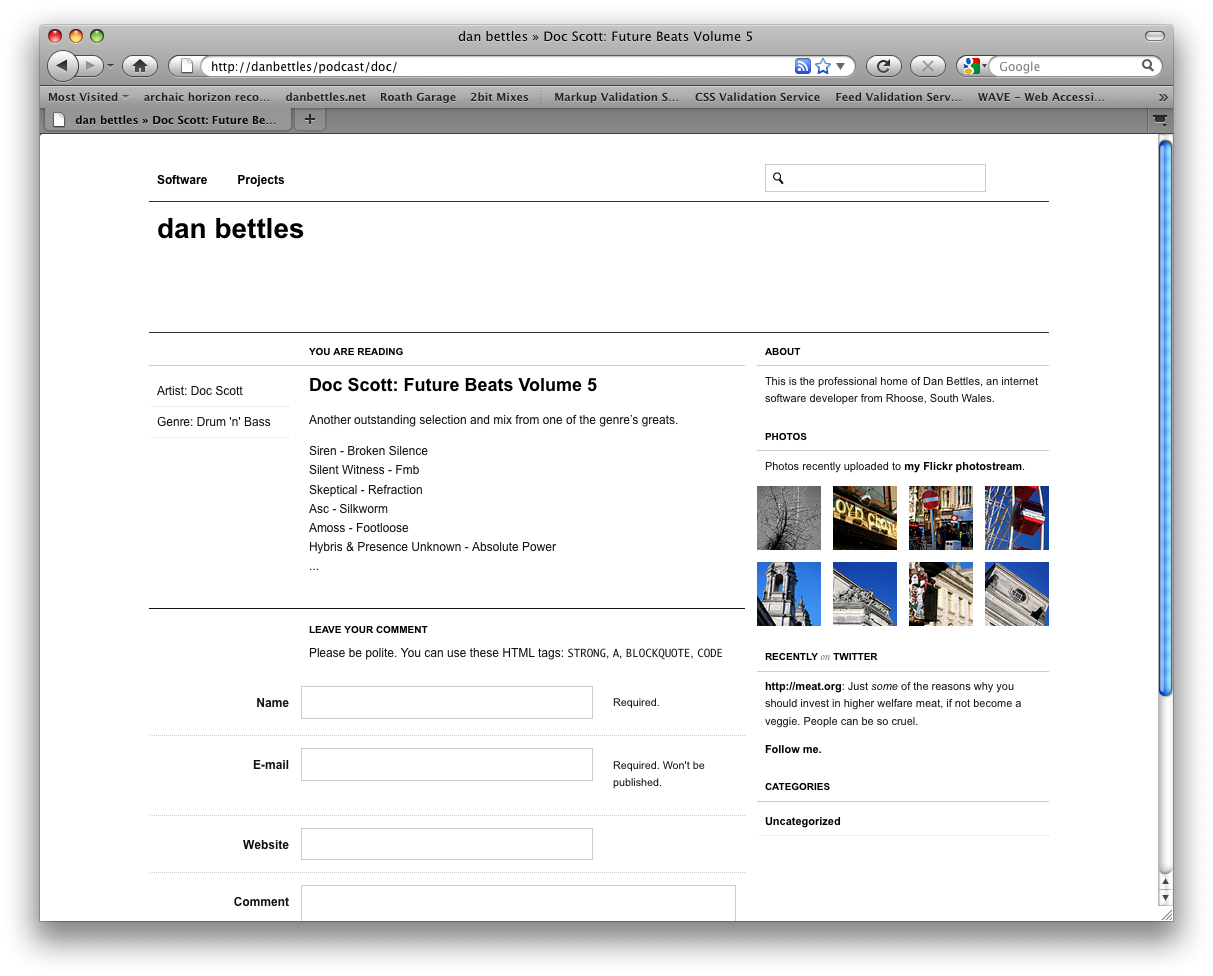 dan bettles » Doc Scott: Future Beats Volume 5
http://danbettles/podcast/doc/
Google
Most Visited archaic horizon reco... danbettles.net Roath Garage 2bit Mixes Markup Validation S... CSS Validation Service Feed Validation Serv... WAVE – Web Accessi... »
dan bettles » Doc Scott: Future Be... +
Software Projects
dan bettles
YOU ARE READING
Artist: Doc Scott
Genre: Drum 'n' Bass
Doc Scott: Future Beats Volume 5
Another outstanding selection and mix from one of the genre’s greats.
Siren - Broken Silence
Silent Witness - Fmb
Skeptical - Refraction
Asc - Silkworm
Amoss - Footloose
Hybris & Presence Unknown - Absolute Power
...
LEAVE YOUR COMMENT
Please be polite. You can use these HTML tags: STRONG, A, BLOCKQUOTE, CODE
Name
Required.
E-mail
Required. Won't be
published.
Website
Comment
ABOUT
This is the professional home of Dan Bettles, an internet
software developer from Rhoose, South Wales.
PHOTOS
Photos recently uploaded to my Flickr photostream.
RECENTLY on TWITTER
http://meat.org: Just some of the reasons why you
should invest in higher welfare meat, if not become a
veggie. People can be so cruel.
Follow me.
CATEGORIES
Uncategorized